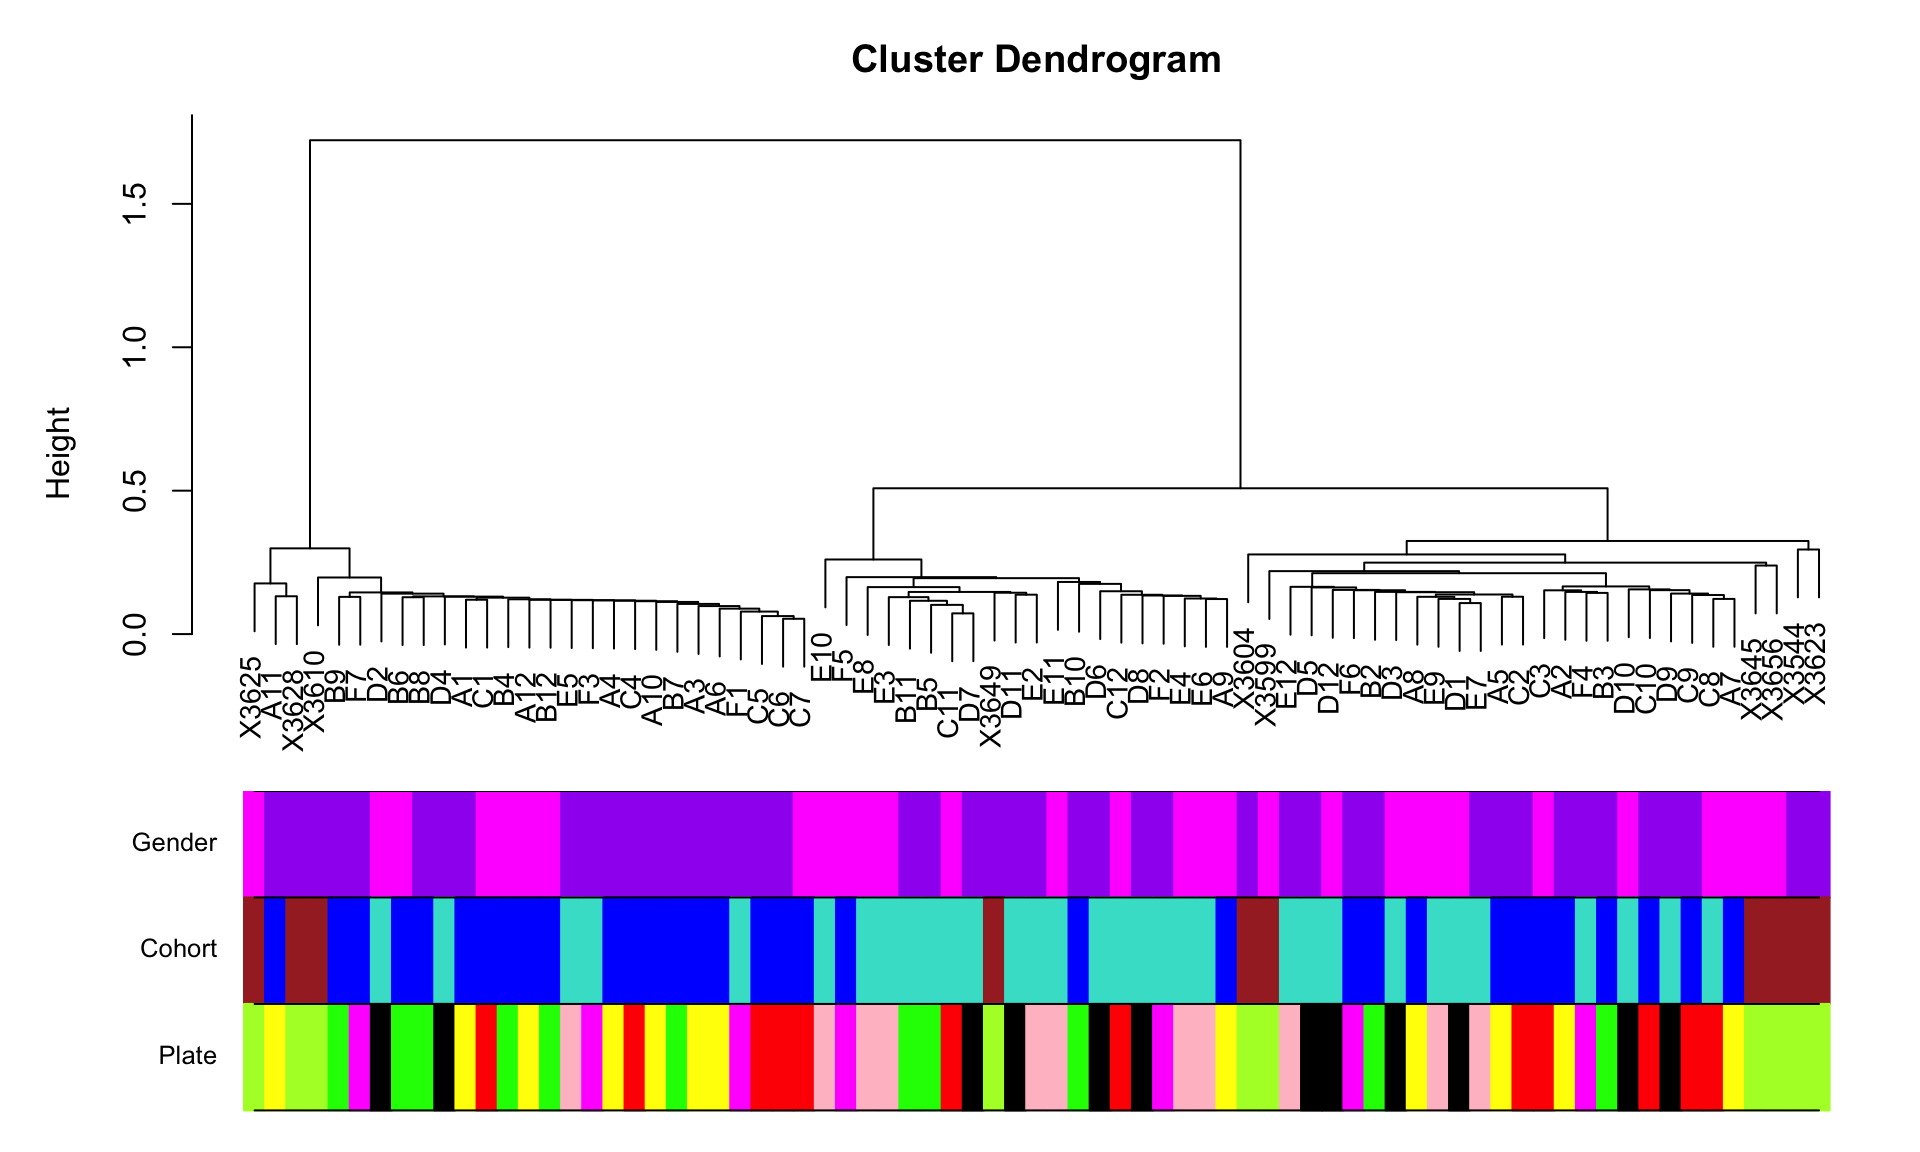 Cluster Dendrogram
Height
0.0
0.5
1.0
1.5
X3625
A11
X3628
X3610
B9
F7
D2
B6
B8
D4
A1
C1
B4
A12
B12
E5
F3
A4
C4
A10
B7
A3
A6
F1
C5
C6
C7
E10
F5
E8
E3
B11
B5
C11
D7
X3649
D11
E2
E11
B10
D6
C12
D8
F2
E4
E6
A9
X3604
X3599
E12
D5
D12
F6
B2
D3
A8
E9
D1
E7
A5
C2
C3
A2
F4
B3
D10
C10
D9
C9
C8
A7
X3645
X3656
X3544
X3623
Gender
Cohort
Plate